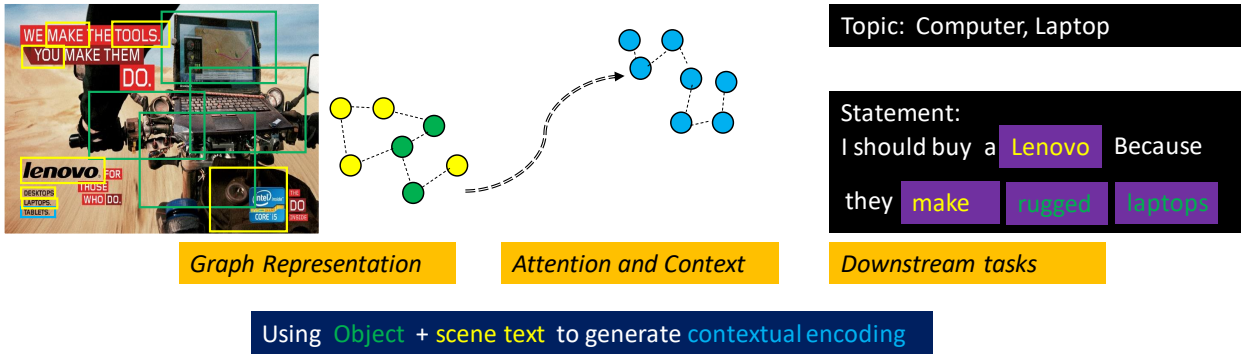 WE MAKE THE TOOLS.
YOU MAKE THEM
DO.
lenovo.
FOR
THOSE
WHO DO.
DESKTOPS
LAPTOPS.
TABLETS.
intel inside
CORE i5
THE
DO
INSIDE
Topic: Computer, Laptop
Statement:
I should buy a Lenovo Because
they make rugged laptops
Graph Representation
Attention and Context
Downstream tasks
Using Object + scene text to generate contextual encoding